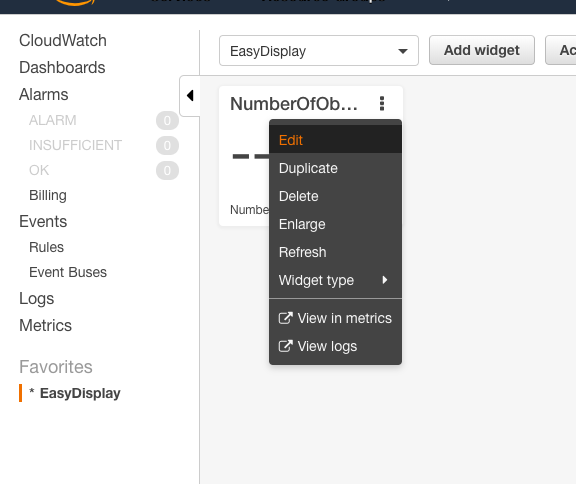 CloudWatch
Dashboards
Alarms
ALARM 0
INSUFFICIENT 0
OK 0
Billing
Events
Rules
Event Buses
Logs
Metrics
Favorites
* EasyDisplay
EasyDisplay
Add widget
Ac
NumberOfOb...
--
Numbe
Edit
Duplicate
Delete
Enlarge
Refresh
Widget type
View in metrics
View logs